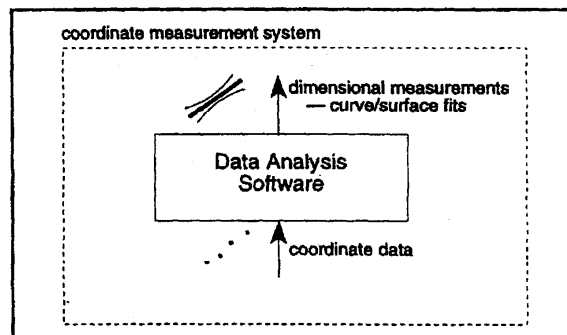 coordinate measurement system
dimensional measurements
— curve/surface fits
Data Analysis
Software
coordinate data